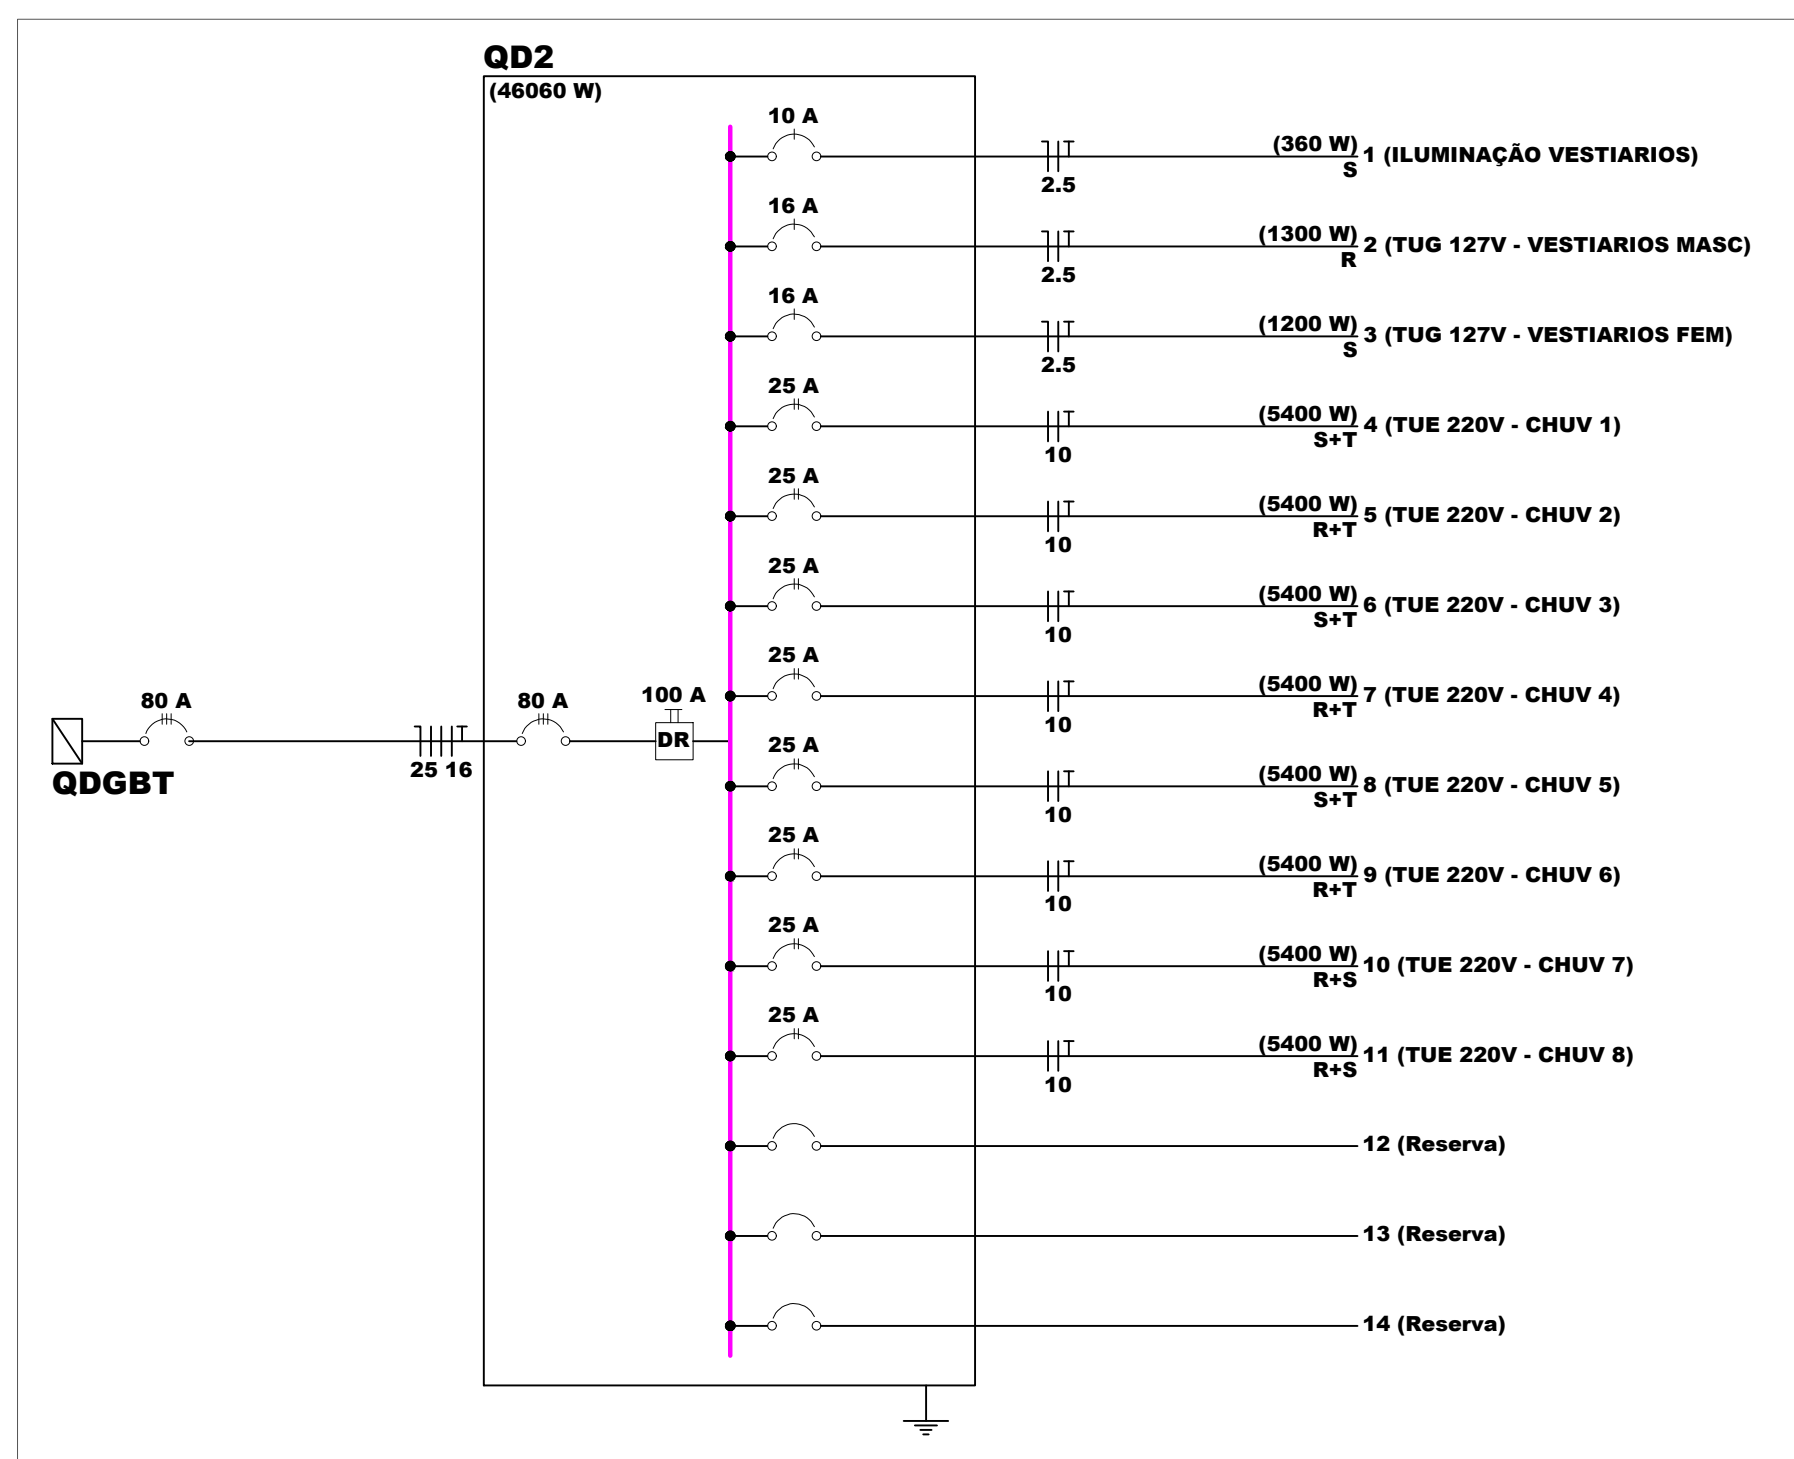 QD2
(46060 W)
10 A
(360 W)
1 (ILUMINAÇÃO VESTIARIOS)
S
2.5
16 A
(1300 W)
2 (TUG 127V - VESTIARIOS MASC)
R
2.5
16 A
(1200 W)
3 (TUG 127V - VESTIARIOS FEM)
S
2.5
25 A
(5400 W)
4 (TUE 220V - CHUV 1)
S+T
10
25 A
(5400 W)
5 (TUE 220V - CHUV 2)
R+T
10
25 A
(5400 W)
6 (TUE 220V - CHUV 3)
S+T
10
25 A
(5400 W)
7 (TUE 220V - CHUV 4)
R+T
10
80 A
80 A
100 A
DR
25 16
QDGBT
25 A
(5400 W)
8 (TUE 220V - CHUV 5)
S+T
10
25 A
(5400 W)
9 (TUE 220V - CHUV 6)
R+T
10
25 A
(5400 W)
10 (TUE 220V - CHUV 7)
R+S
10
25 A
(5400 W)
11 (TUE 220V - CHUV 8)
R+S
10
12 (Reserva)
13 (Reserva)
14 (Reserva)